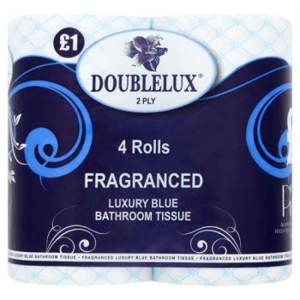 £1
DOUBLELUX®
2 PLY
4 Rolls
FRAGRANCED
LUXURY BLUE
BATHROOM TISSUE
LUXURY BLUE BATHROOM TISSUE • FRAGRANCED LUXURY BLUE BATHROOM TISSUE • FRAGRANCED